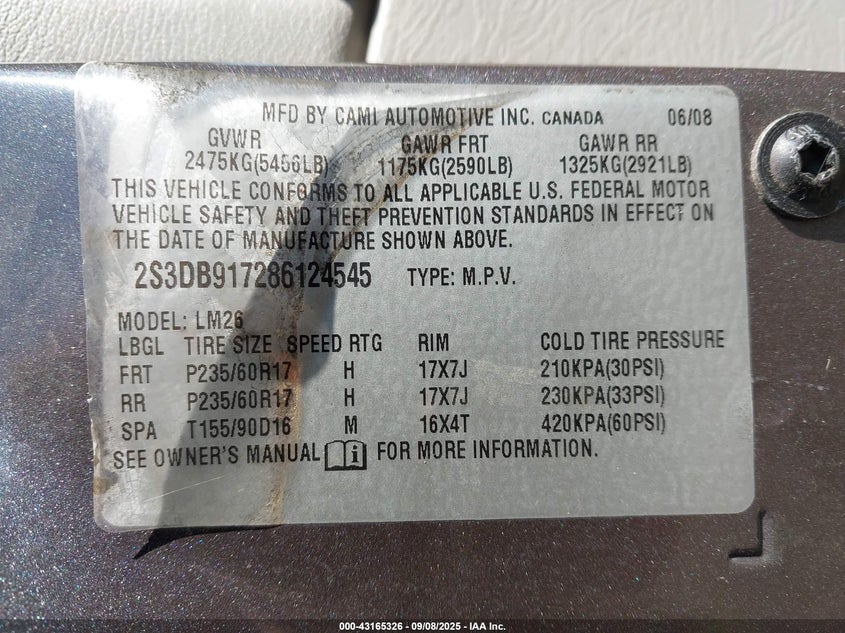 MFD BY CAMI AUTOMOTIVE INC. CANADA 06/08
GVWR GAWR FRT GAWR RR
2475KG(5456LB) 1175KG(2590LB) 1325KG(2921LB)
THIS VEHICLE CONFORMS TO ALL APPLICABLE U.S. FEDERAL MOTOR
VEHICLE SAFETY AND THEFT PREVENTION STANDARDS IN EFFECT ON
THE DATE OF MANUFACTURE SHOWN ABOVE.
2S3DB917286124545 TYPE: M.P.V.
MODEL: LM26
LBGL TIRE SIZE SPEED RTG RIM COLD TIRE PRESSURE
FRT P235/60R17 H 17X7J 210KPA(30PSI)
RR P235/60R17 H 17X7J 230KPA(33PSI)
SPA T155/90D16 M 16X4T 420KPA(60PSI)
SEE OWNER'S MANUAL FOR MORE INFORMATION.
000-43165326 - 09/08/2025 - IAA Inc.